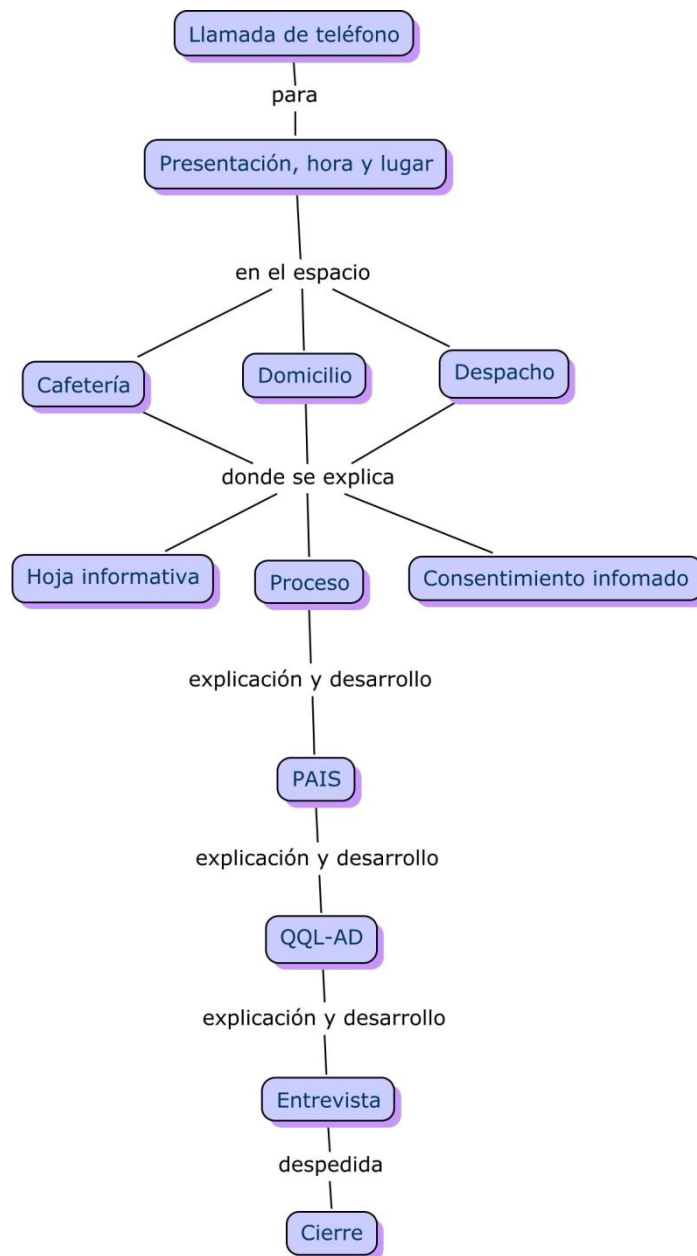 Llamada de teléfono
para
Presentación, hora y lugar
en el espacio
Cafetería
Domicilio
Despacho
donde se explica
Hoja informativa
Proceso
Consentimiento infomado
explicación y desarrollo
PAIS
explicación y desarrollo
QQL-AD
explicación y desarrollo
Entrevista
despedida
Cierre